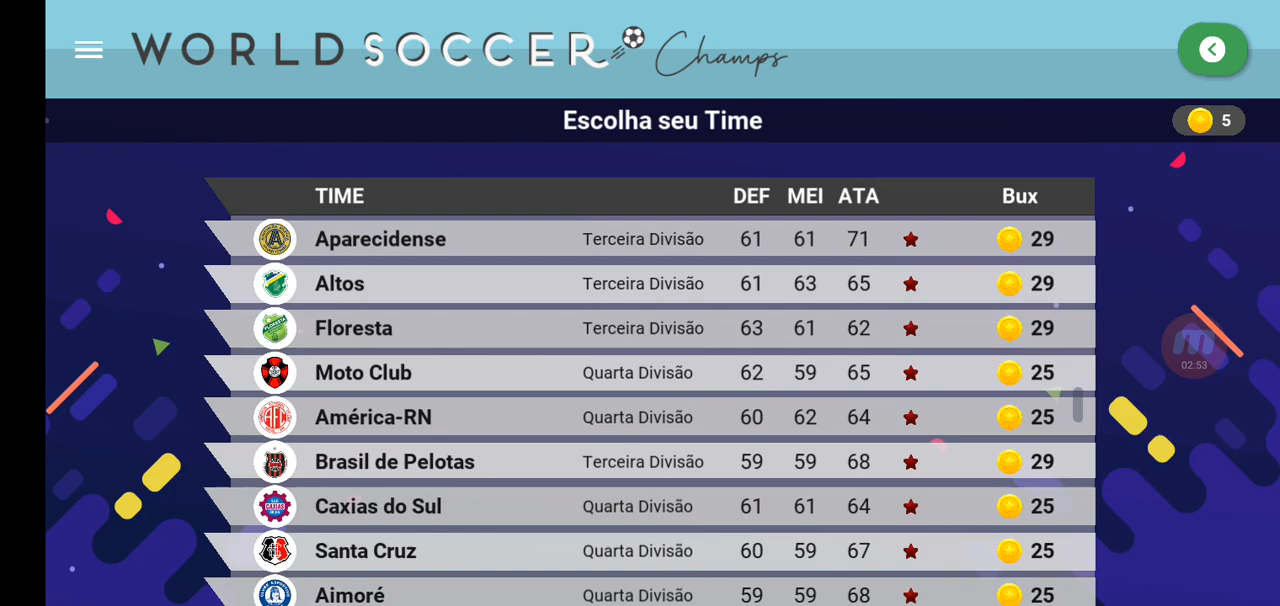 WORLD SOCCER Champs
Escolha seu Time
5
TIME DEF MEI ATA Bux
Aparecidense Terceira Divisão 61 61 71 29
Altos Terceira Divisão 61 63 65 29
Floresta Terceira Divisão 63 61 62 29
Moto Club Quarta Divisão 62 59 65 25
América-RN Quarta Divisão 60 62 64 25
Brasil de Pelotas Terceira Divisão 59 59 68 29
Caxias do Sul Quarta Divisão 61 61 64 25
Santa Cruz Quarta Divisão 60 59 67 25
Aimoré Quarta Divisão 59 59 68 25
02:53